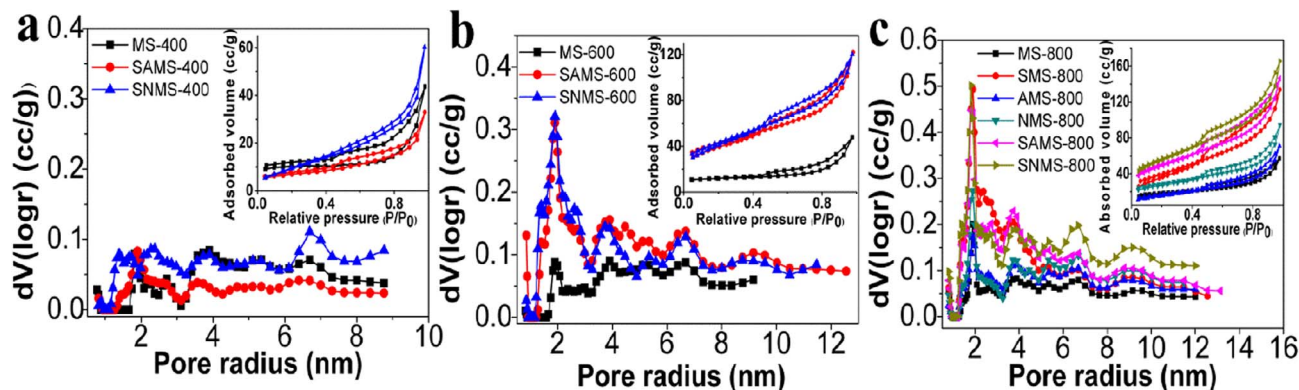 a
dV(logr) (cc/g)
0.4
0.3
0.2
0.1
0.0
MS-400
SAMS-400
SNMS-400
Adsorbed volume (cc/g)
60
40
20
0
0.0 0.4 0.8
Relative pressure (P/P0)
2 4 6 8 10
Pore radius (nm)
b
dV(logr) (cc/g)
0.4
0.3
0.2
0.1
0.0
MS-600
SAMS-600
SNMS-600
Adsorbed volume (cc/g)
120
80
40
0
0.0 0.4 0.8
Relative pressure (P/P0)
2 4 6 8 10 12
Pore radius (nm)
c
dV(logr) (cc/g)
0.6
0.5
0.4
0.3
0.2
0.1
0.0
MS-800
SMS-800
AMS-800
NMS-800
SAMS-800
SNMS-800
Absorbed volume (cc/g)
160
120
80
40
0
0.0 0.4 0.8
Relative pressure (P/P0)
2 4 6 8 10 12 14 16
Pore radius (nm)